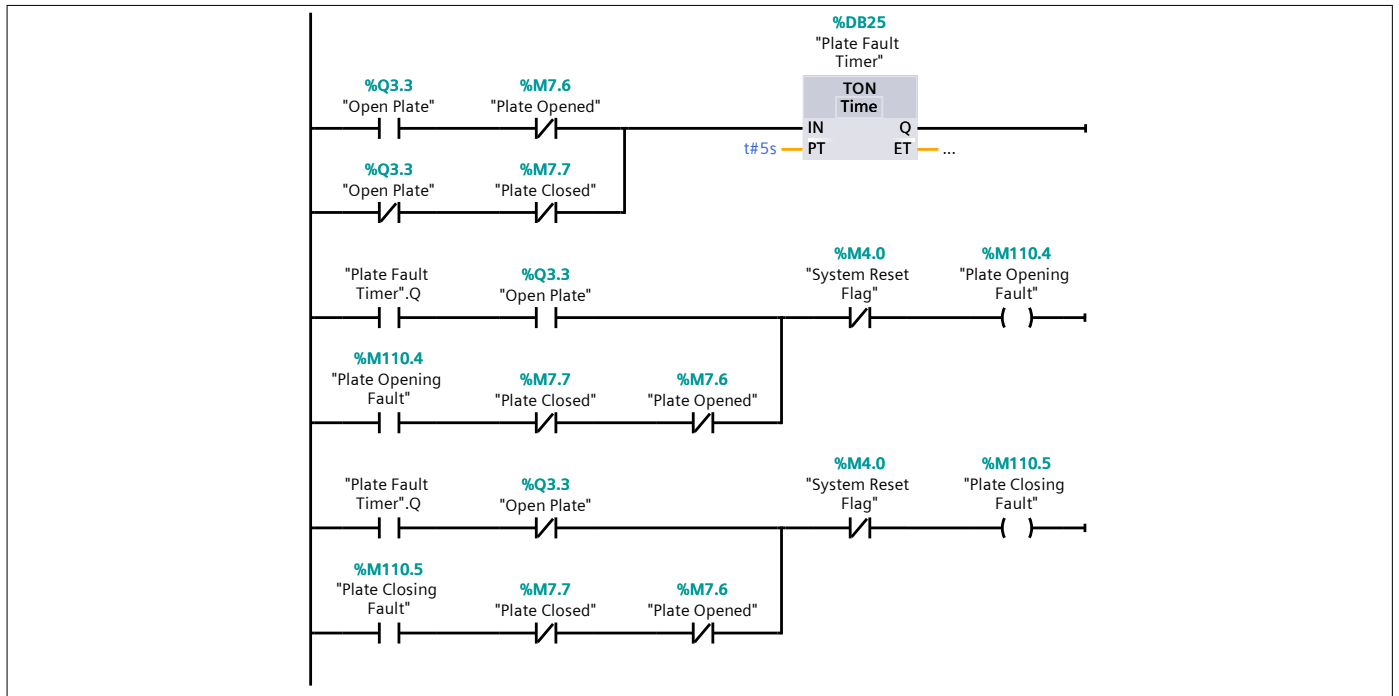 %DB25
"Plate Fault
Timer"
TON
Time
%Q3.3
"Open Plate"
%M7.6
"Plate Opened"
IN
Q
t#5s
PT
ET
...
%Q3.3
"Open Plate"
%M7.7
"Plate Closed"
"Plate Fault
Timer".Q
%Q3.3
"Open Plate"
%M4.0
"System Reset
Flag"
%M110.4
"Plate Opening
Fault"
%M110.4
"Plate Opening
Fault"
%M7.7
"Plate Closed"
%M7.6
"Plate Opened"
"Plate Fault
Timer".Q
%Q3.3
"Open Plate"
%M4.0
"System Reset
Flag"
%M110.5
"Plate Closing
Fault"
%M110.5
"Plate Closing
Fault"
%M7.7
"Plate Closed"
%M7.6
"Plate Opened"